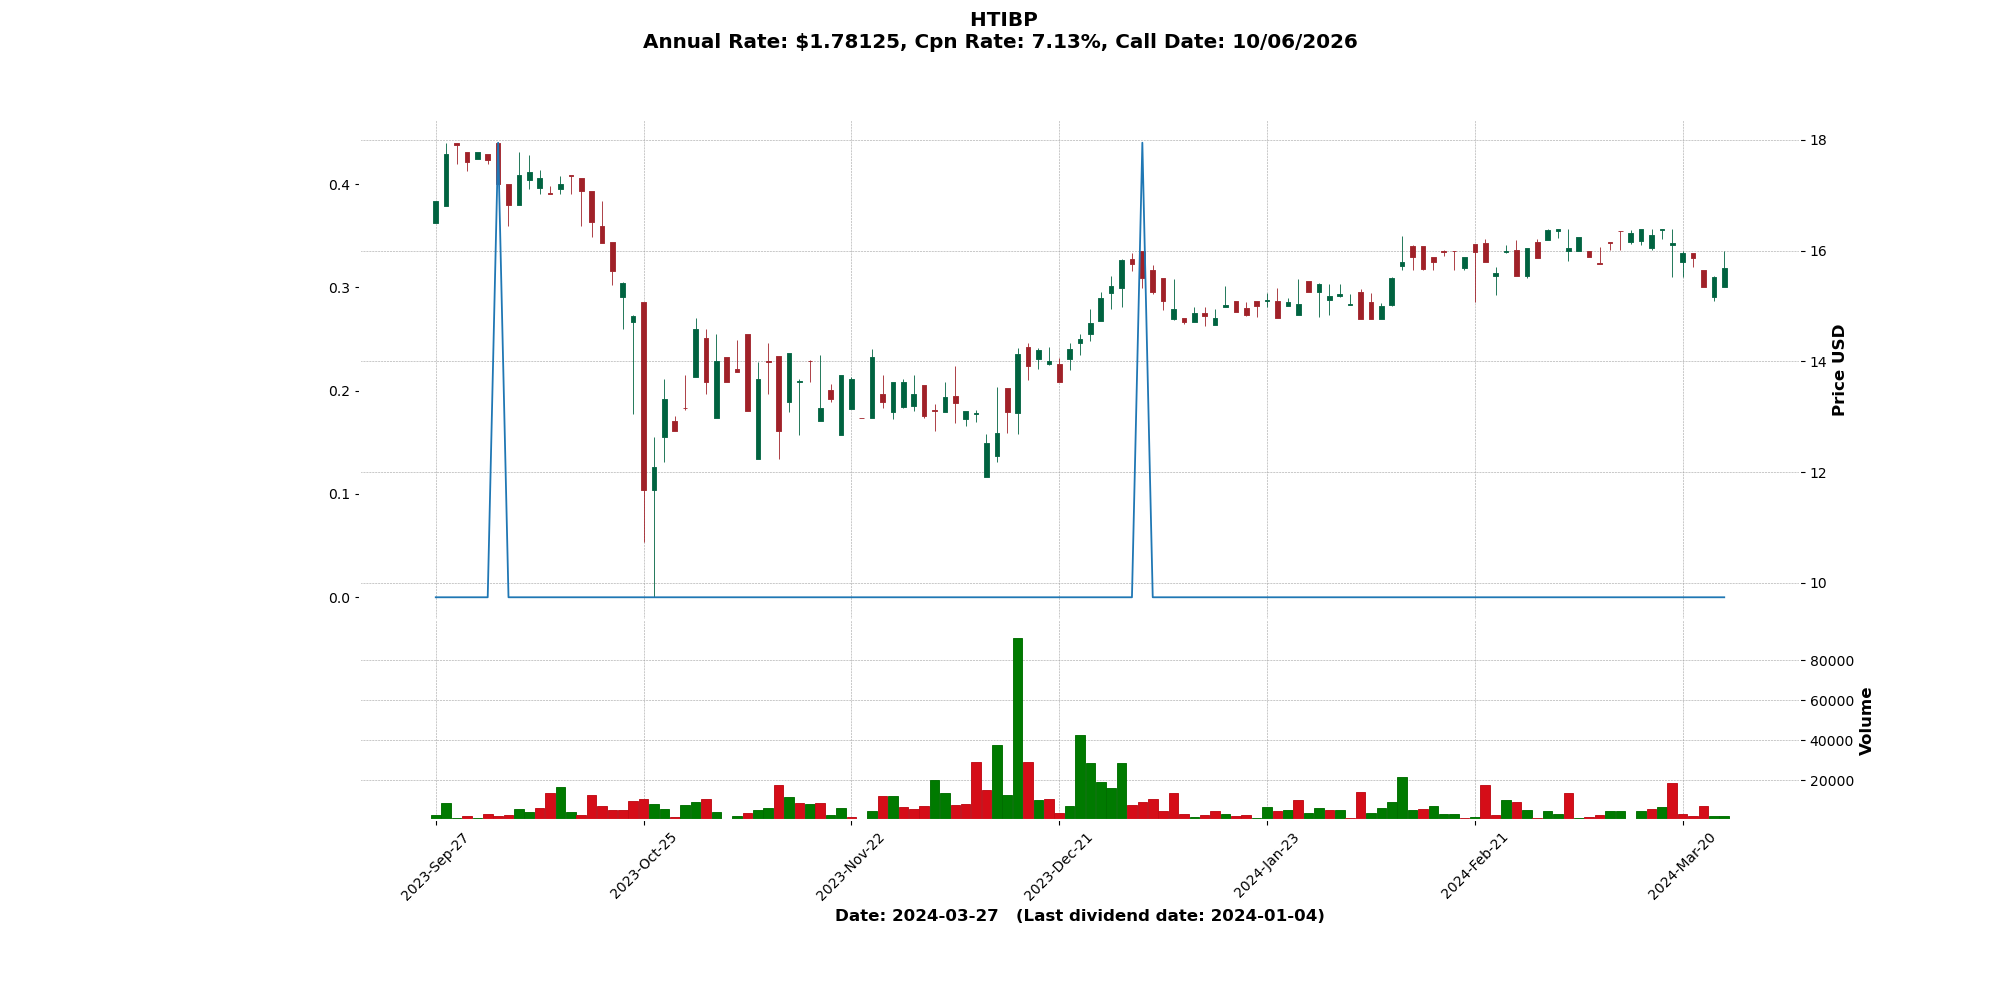 HTIBP
Annual Rate: $1.78125, Cpn Rate: 7.13%, Call Date: 10/06/2026
0.4
0.3
0.2
0.1
0.0
18
16
14
12
10
Price USD
80000
60000
40000
20000
Volume
2023-Sep-27
2023-Oct-25
2023-Nov-22
2023-Dec-21
2024-Jan-23
2024-Feb-21
2024-Mar-20
Date: 2024-03-27 (Last dividend date: 2024-01-04)